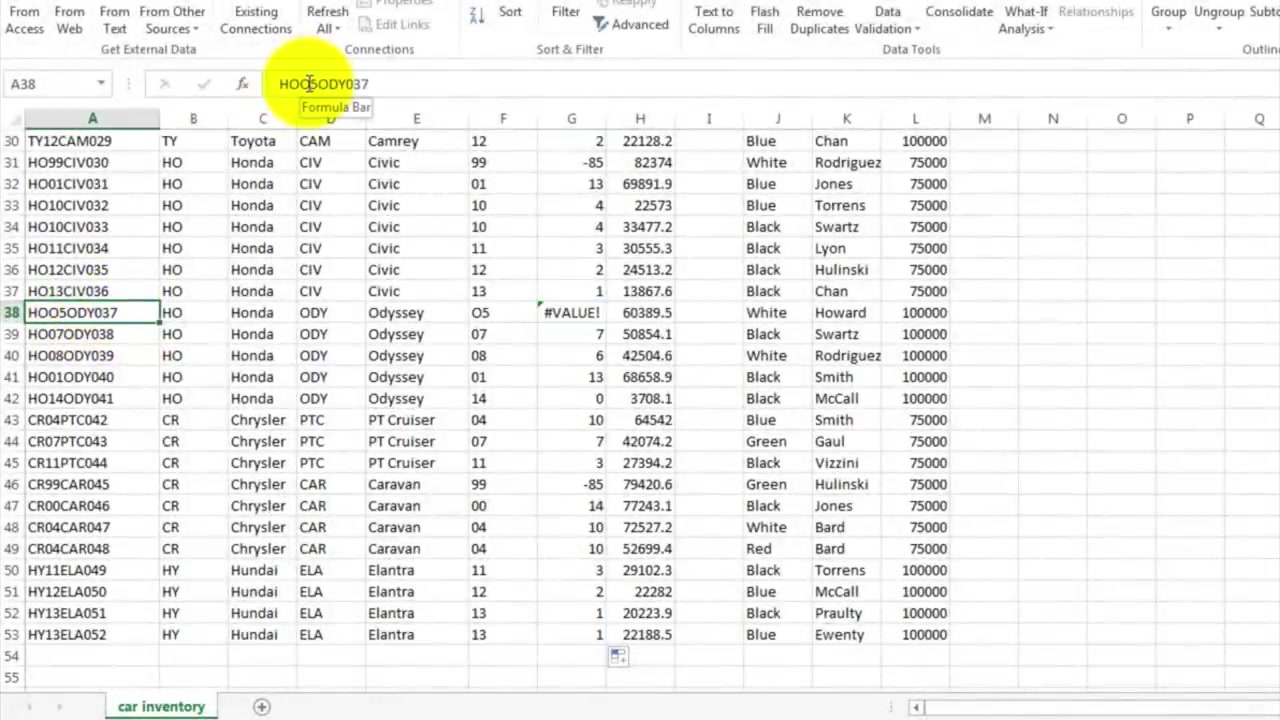 From Access From Web From Text From Other Sources Existing Connections Refresh All Properties Edit Links Sort Filter Reapply Advanced Text to Columns Flash Fill Remove Duplicates Data Validation Consolidate What-If Analysis Relationships Group Ungroup
Get External Data Connections Sort & Filter Data Tools
A38 fx HOO5ODY037
Formula Bar
A B C D E F G H I J K L M N O P Q
30 TY12CAM029 TY Toyota CAM Camrey 12 2 22128.2 Blue Chan 100000
31 HO99CIV030 HO Honda CIV Civic 99 -85 82374 White Rodriguez 75000
32 HO01CIV031 HO Honda CIV Civic 01 13 69891.9 Blue Jones 75000
33 HO10CIV032 HO Honda CIV Civic 10 4 22573 Blue Torrens 75000
34 HO10CIV033 HO Honda CIV Civic 10 4 33477.2 Black Swartz 75000
35 HO11CIV034 HO Honda CIV Civic 11 3 30555.3 Black Lyon 75000
36 HO12CIV035 HO Honda CIV Civic 12 2 24513.2 Black Hulinski 75000
37 HO13CIV036 HO Honda CIV Civic 13 1 13867.6 Black Chan 75000
38 HOO5ODY037 HO Honda ODY Odyssey O5 #VALUE! 60389.5 White Howard 100000
39 HO07ODY038 HO Honda ODY Odyssey 07 7 50854.1 Black Swartz 100000
40 HO08ODY039 HO Honda ODY Odyssey 08 6 42504.6 White Rodriguez 100000
41 HO01ODY040 HO Honda ODY Odyssey 01 13 68658.9 Black Smith 100000
42 HO14ODY041 HO Honda ODY Odyssey 14 0 3708.1 Black McCall 100000
43 CR04PTC042 CR Chrysler PTC PT Cruiser 04 10 64542 Blue Smith 75000
44 CR07PTC043 CR Chrysler PTC PT Cruiser 07 7 42074.2 Green Gaul 75000
45 CR11PTC044 CR Chrysler PTC PT Cruiser 11 3 27394.2 Black Vizzini 75000
46 CR99CAR045 CR Chrysler CAR Caravan 99 -85 79420.6 Green Hulinski 75000
47 CR00CAR046 CR Chrysler CAR Caravan 00 14 77243.1 Black Jones 75000
48 CR04CAR047 CR Chrysler CAR Caravan 04 10 72527.2 White Bard 75000
49 CR04CAR048 CR Chrysler CAR Caravan 04 10 52699.4 Red Bard 75000
50 HY11ELA049 HY Hundai ELA Elantra 11 3 29102.3 Black Torrens 100000
51 HY12ELA050 HY Hundai ELA Elantra 12 2 22282 Blue McCall 100000
52 HY13ELA051 HY Hundai ELA Elantra 13 1 20223.9 Black Praulty 100000
53 HY13ELA052 HY Hundai ELA Elantra 13 1 22188.5 Blue Ewenty 100000
54
55
car inventory